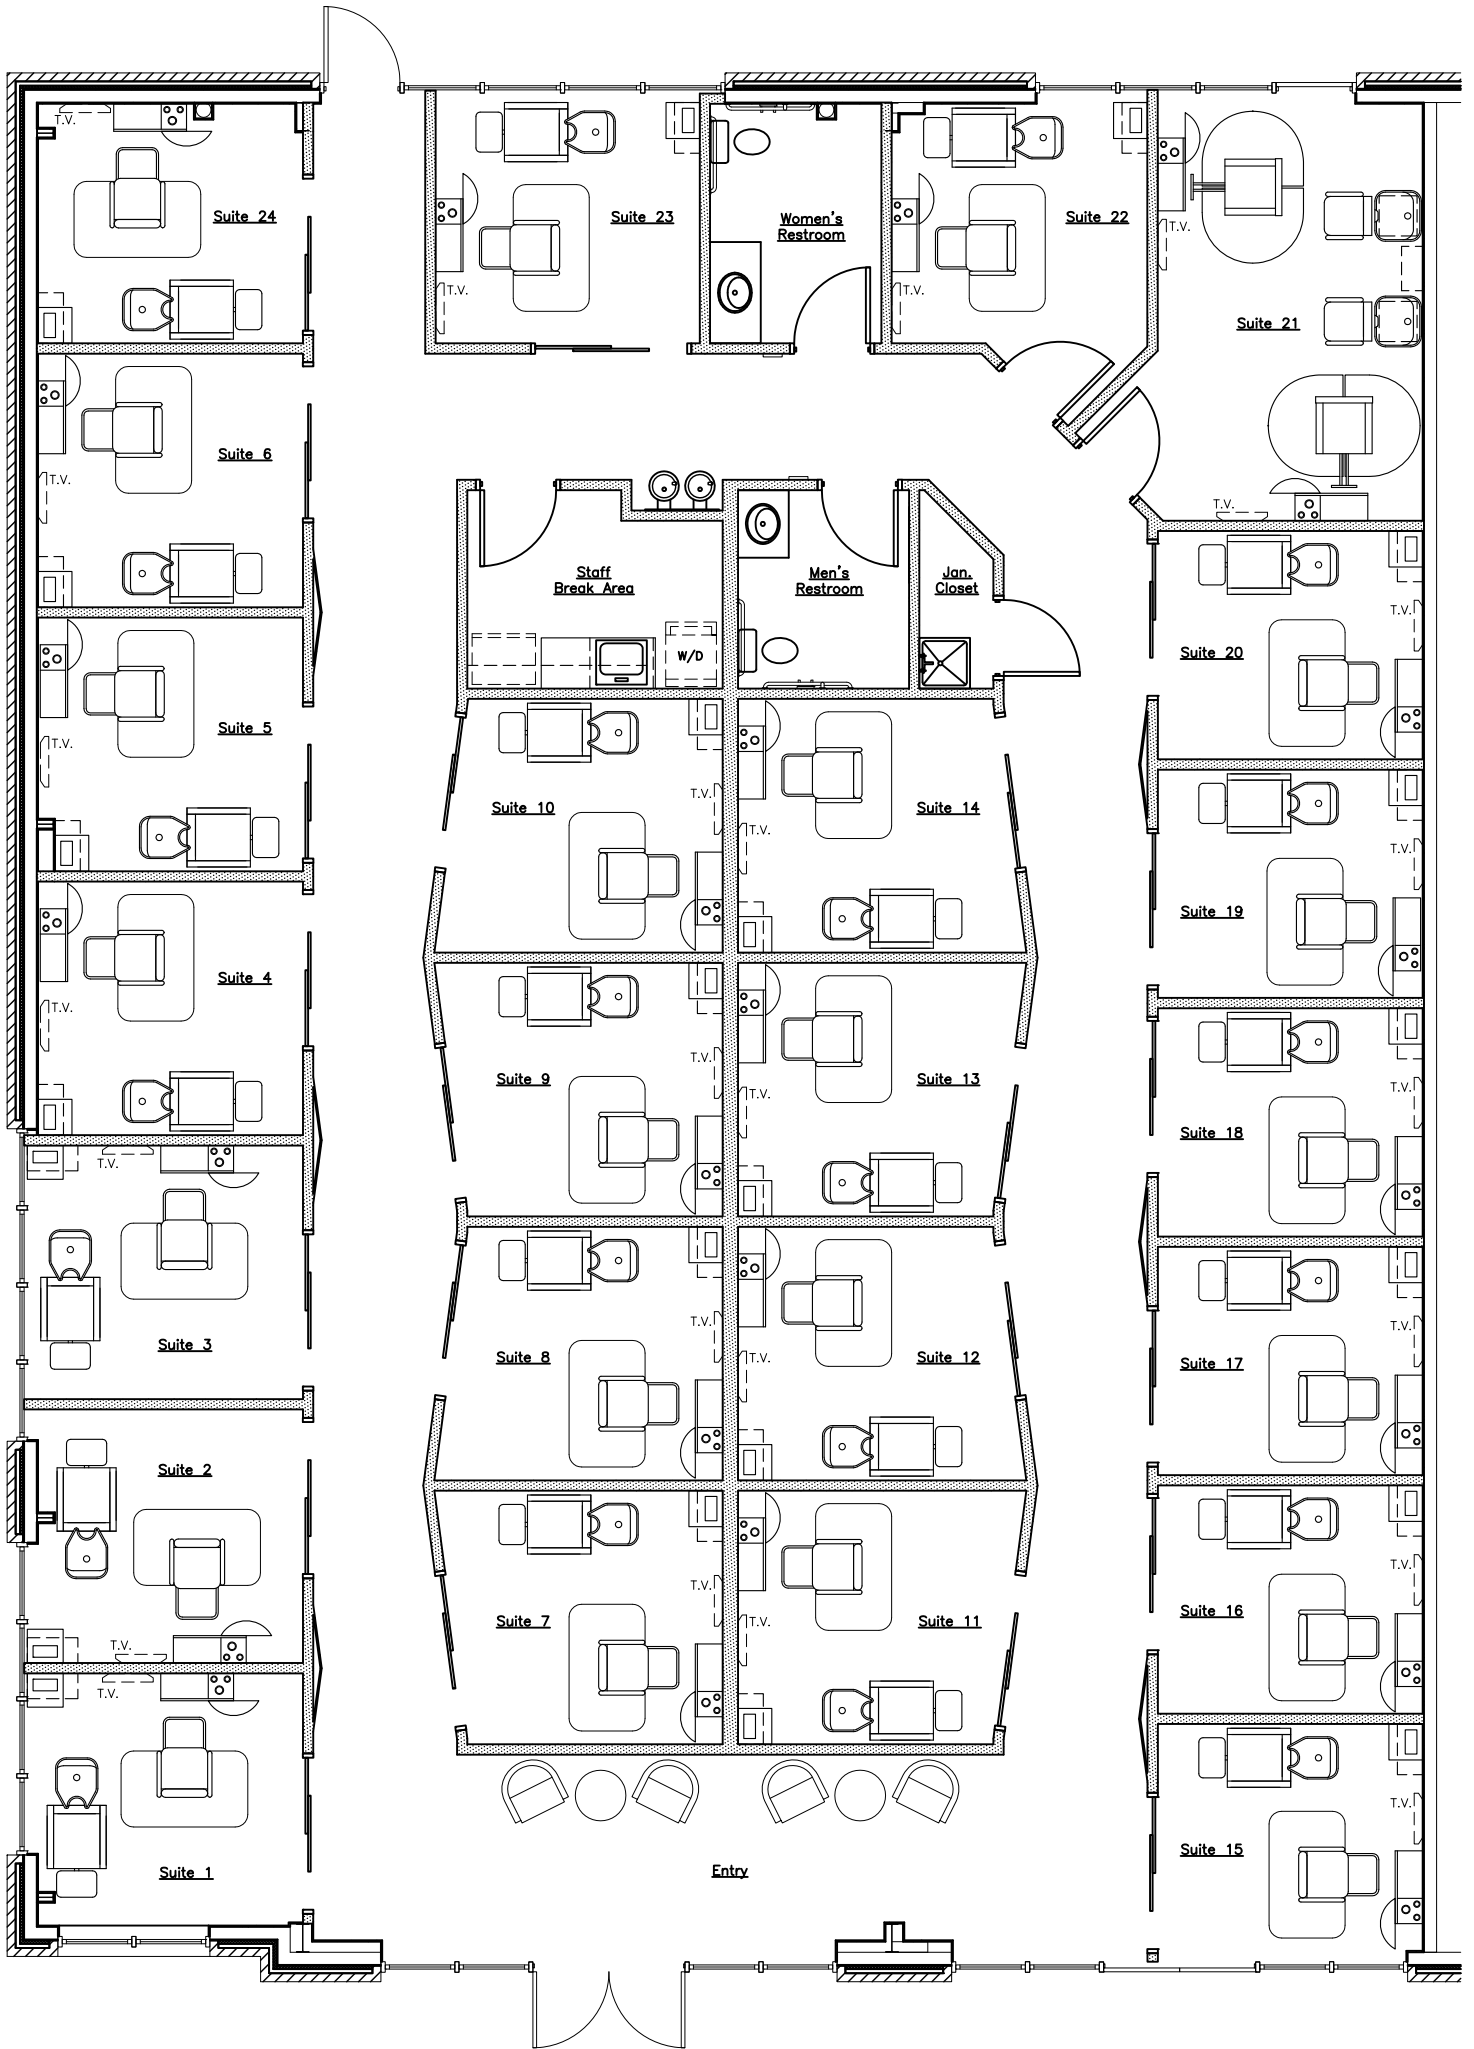 T.V.
Suite 24
Suite 23
Women's
Restroom
Suite 22
T.V.
T.V.
T.V.
Suite 21
Suite 6
T.V.
T.V.
Staff
Break Area
Men's
Restroom
Jan.
Closet
T.V.
Suite 20
W/D
Suite 5
T.V.
T.V.
Suite 10
Suite 14
T.V.
T.V.
Suite 19
Suite 4
T.V.
T.V.
Suite 9
Suite 13
T.V.
T.V.
Suite 18
T.V.
T.V.
Suite 3
Suite 8
T.V.
T.V.
Suite 12
T.V.
Suite 17
Suite 2
T.V.
T.V.
Suite 7
T.V.
T.V.
Suite 11
T.V.
Suite 16
T.V.
Suite 15
Suite 1
Entry